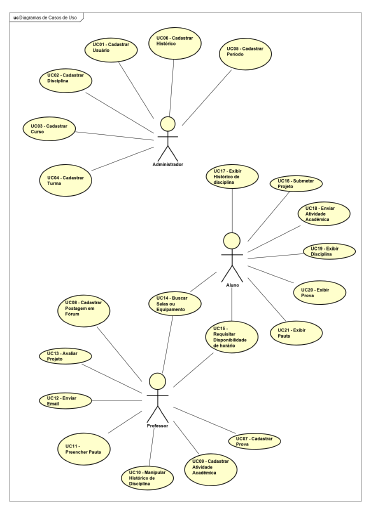 uc Diagramas de Casos de Uso
UC06 - Cadastrar
Histórico
UC01 - Cadastrar
Usuário
UC05 - Cadastrar
Período
UC02 - Cadastrar
Disciplina
UC03 - Cadastrar
Curso
Administrador
UC04 - Cadastrar
Turma
UC17 - Exibir
Histórico de
disciplina
UC16 - Submeter
Projeto
UC18 - Enviar
Atividade
Acadêmica
UC19 - Exibir
Disciplina
Aluno
UC20 - Exibir
Prova
UC14 - Buscar
Salas ou
Equipamento
UC08 - Cadastrar
Postagem em
Fórum
UC15 -
Requisitar
Disponibilidade
de horário
UC21 - Exibir
Pauta
UC13 - Avaliar
Projeto
UC12 - Enviar
Email
Professor
UC11 -
Preencher Pauta
UC07 - Cadastrar
Prova
UC10 - Manipular
Histórico de
Disciplina
UC09 - Cadastrar
Atividade
Acadêmica